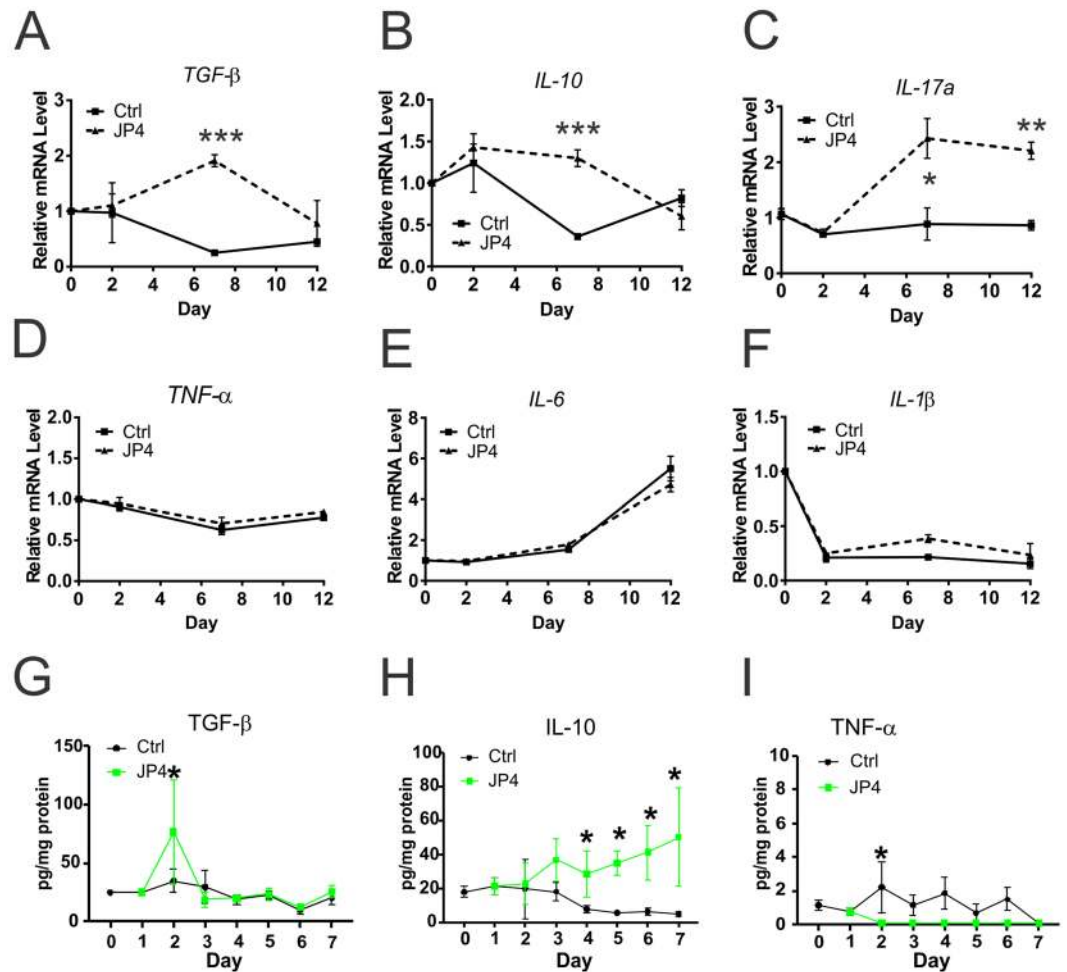 A
TGF-β
Relative mRNA Level
3
2
1
0
Ctrl
JP4
***
0 2 4 6 8 10 12
Day
B
IL-10
Relative mRNA Level
2.0
1.5
1.0
0.5
0.0
***
Ctrl
JP4
0 2 4 6 8 10 12
Day
C
IL-17a
Relative mRNA Level
3
2
1
0
Ctrl
JP4
**
*
0 2 4 6 8 10 12
Day
D
TNF-α
Relative mRNA Level
2.0
1.5
1.0
0.5
0.0
Ctrl
JP4
0 2 4 6 8 10 12
Day
E
IL-6
Relative mRNA Level
8
6
4
2
0
Ctrl
JP4
0 2 4 6 8 10 12
Day
F
IL-1β
Relative mRNA Level
1.5
1.0
0.5
0.0
Ctrl
JP4
0 2 4 6 8 10 12
Day
G
TGF-β
pg/mg protein
150
100
50
0
Ctrl
JP4
*
0 1 2 3 4 5 6 7
Day
H
IL-10
pg/mg protein
100
80
60
40
20
0
Ctrl
JP4
* * * *
0 1 2 3 4 5 6 7
Day
I
TNF-α
pg/mg protein
10
8
6
4
2
0
Ctrl
JP4
*
0 1 2 3 4 5 6 7
Day